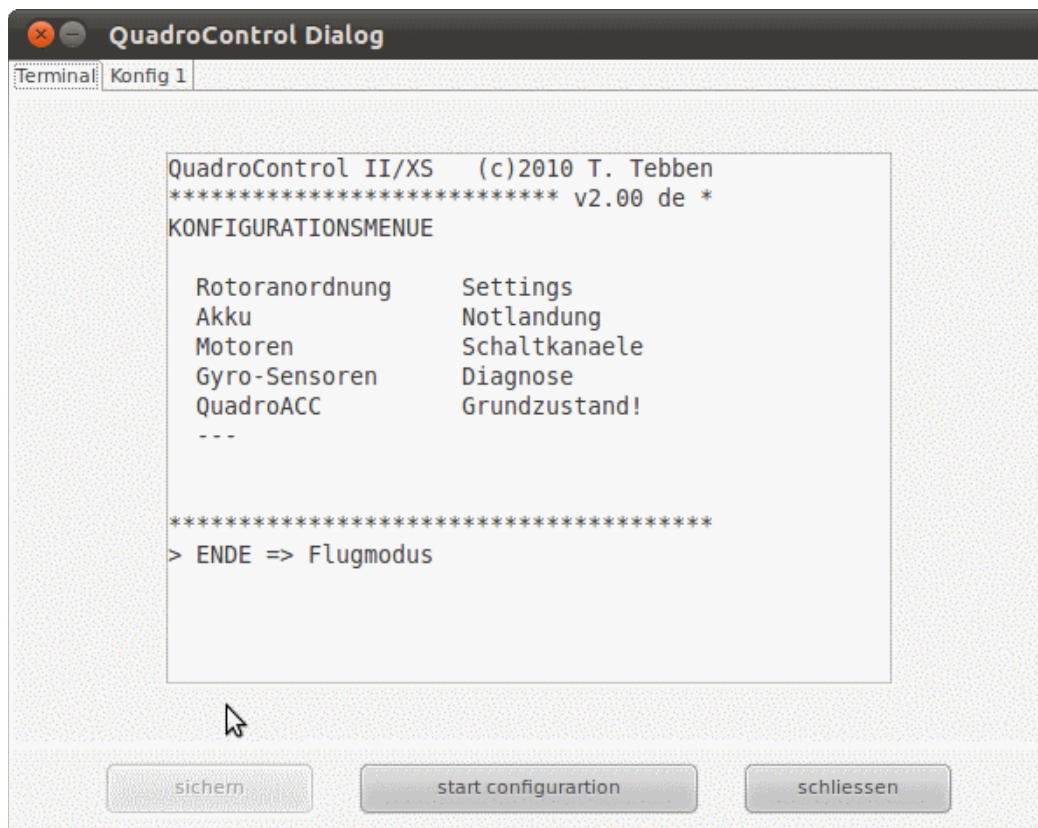 QuadroControl Dialog
Terminal Konfig 1
QuadroControl II/XS (c)2010 T. Tebben
**************************** v2.00 de *
KONFIGURATIONSMENUE
Rotoranordnung Settings
Akku Notlandung
Motoren Schaltkanaele
Gyro-Sensoren Diagnose
QuadroACC Grundzustand!
---
***************************************
> ENDE => Flugmodus
sichern start configurartion schliessen